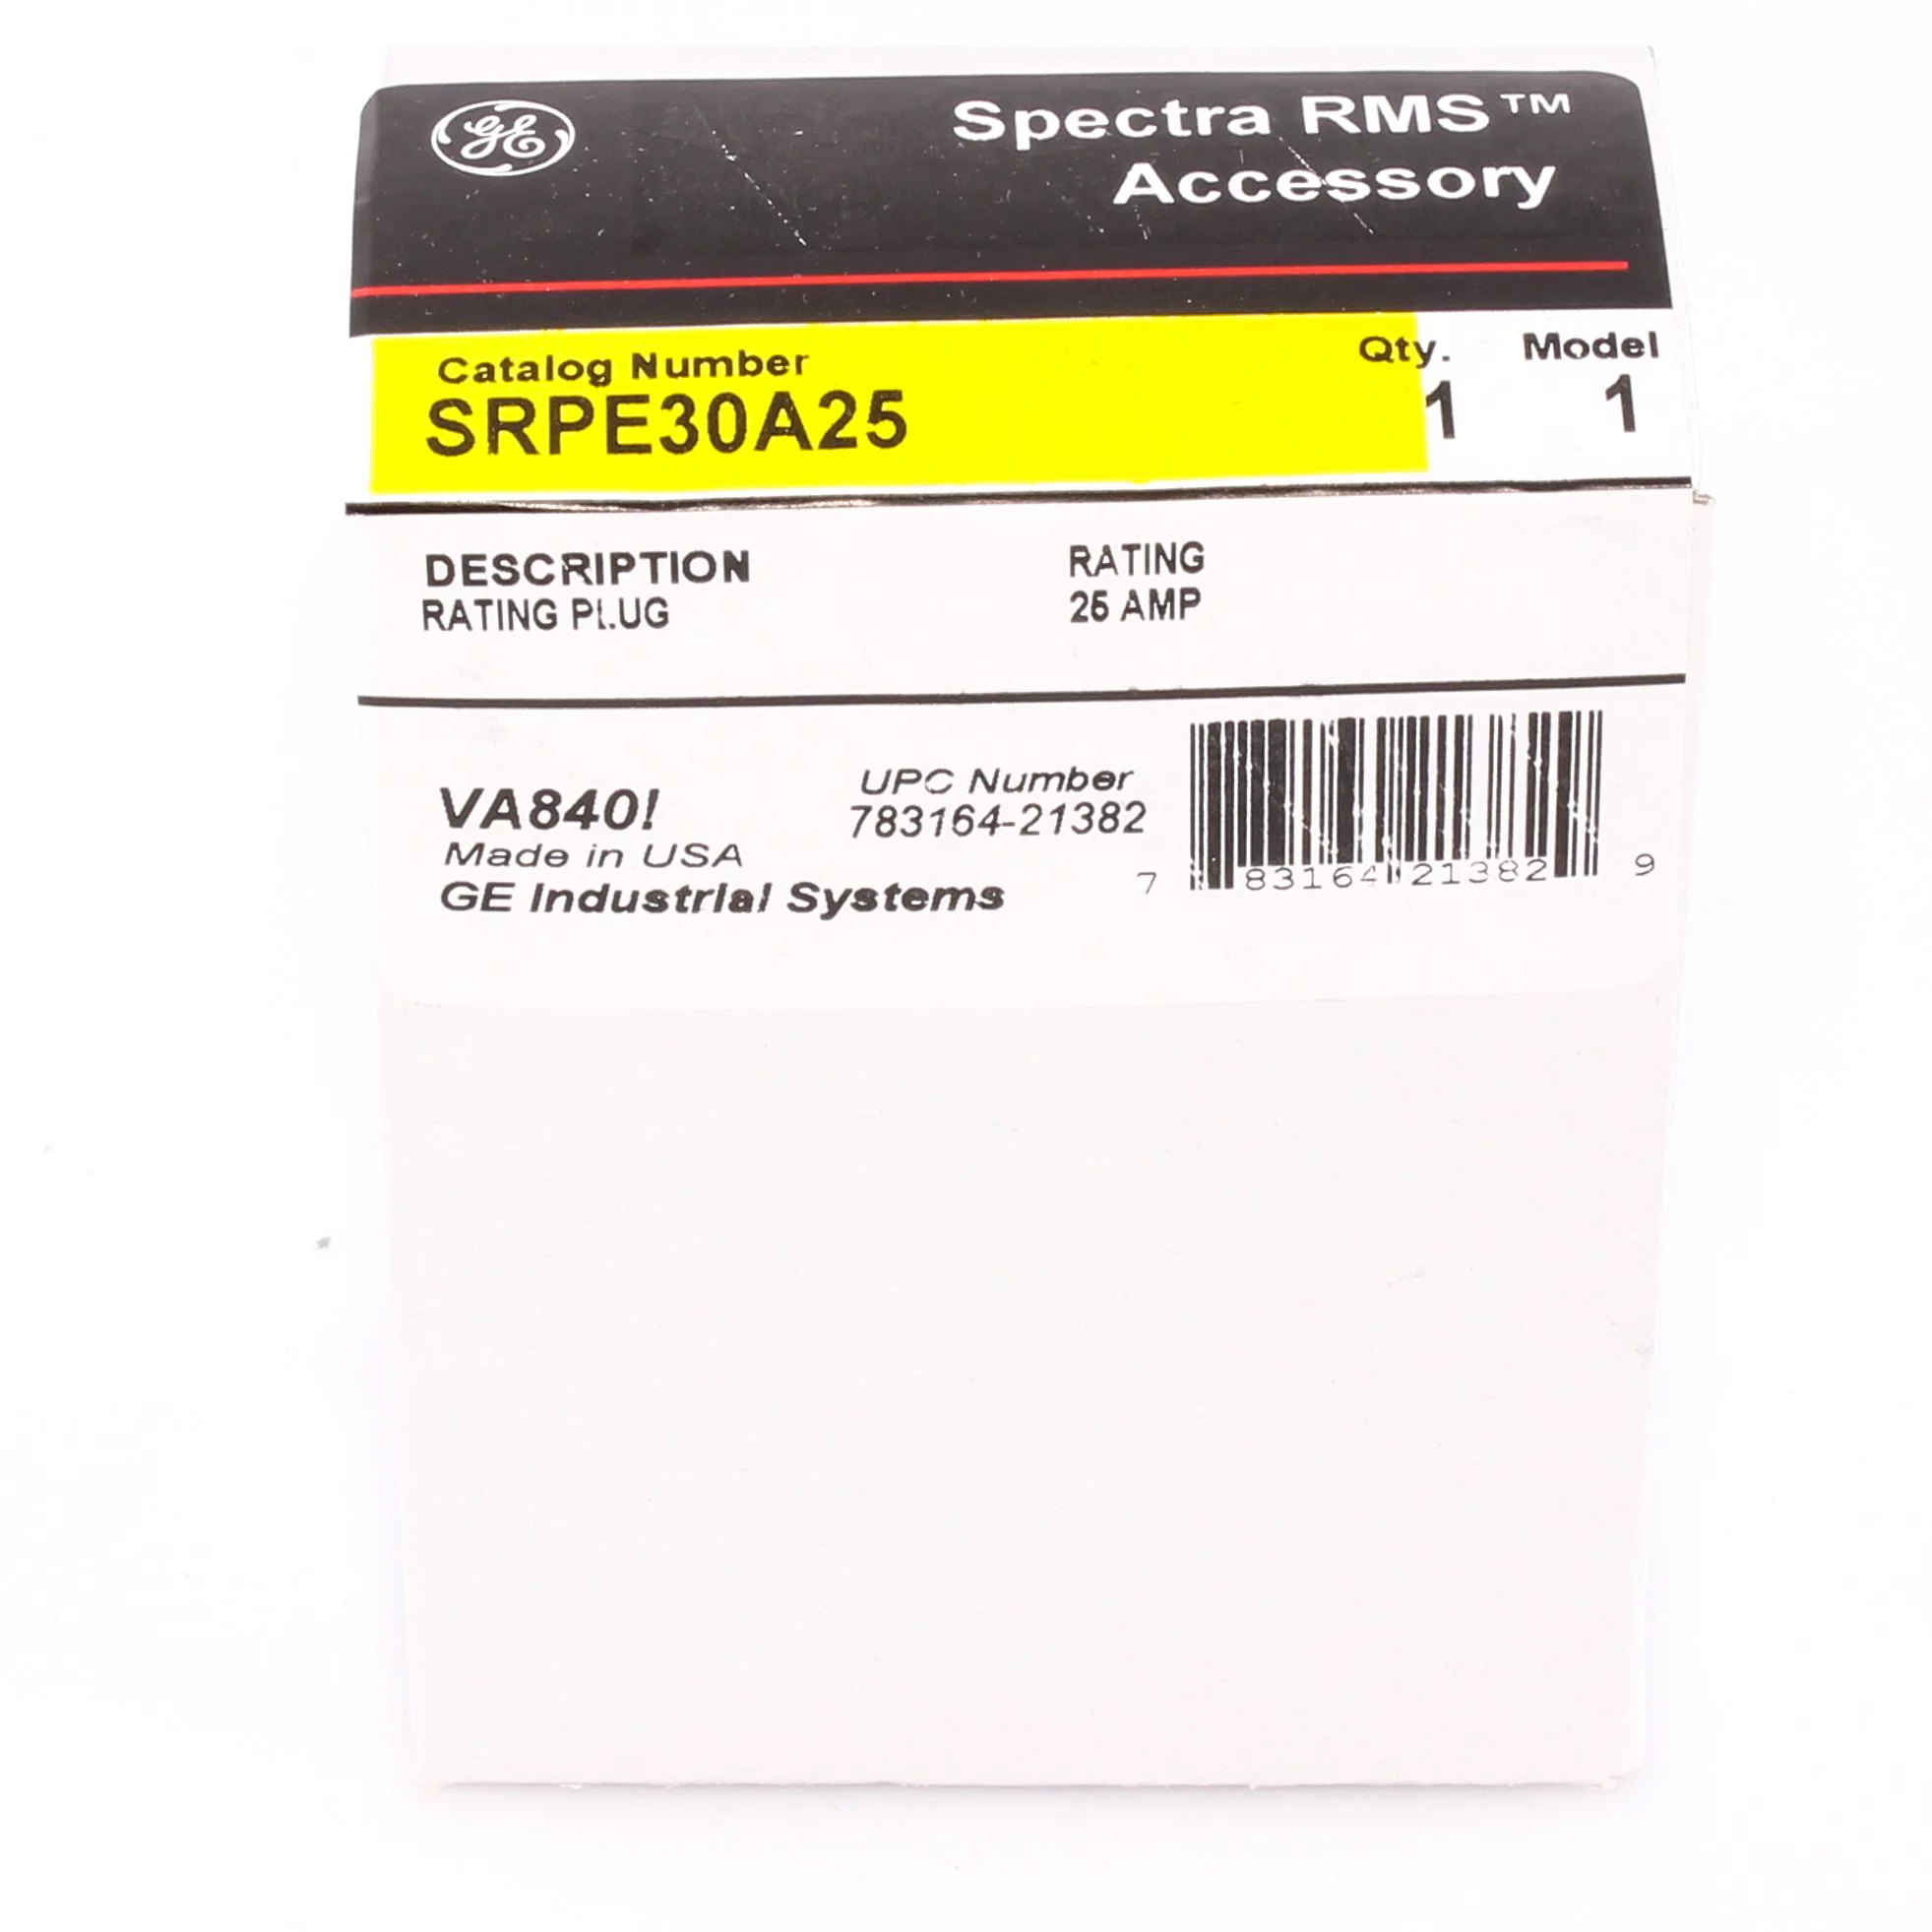 GE
Spectra RMS™
Accessory
Catalog Number
Qty.
Model
SRPE30A25
1
1
DESCRIPTION
RATING
RATING PLUG
25 AMP
UPC Number
VA840!
783164-21382
Made in USA
GE Industrial Systems
7 83164 21382 9